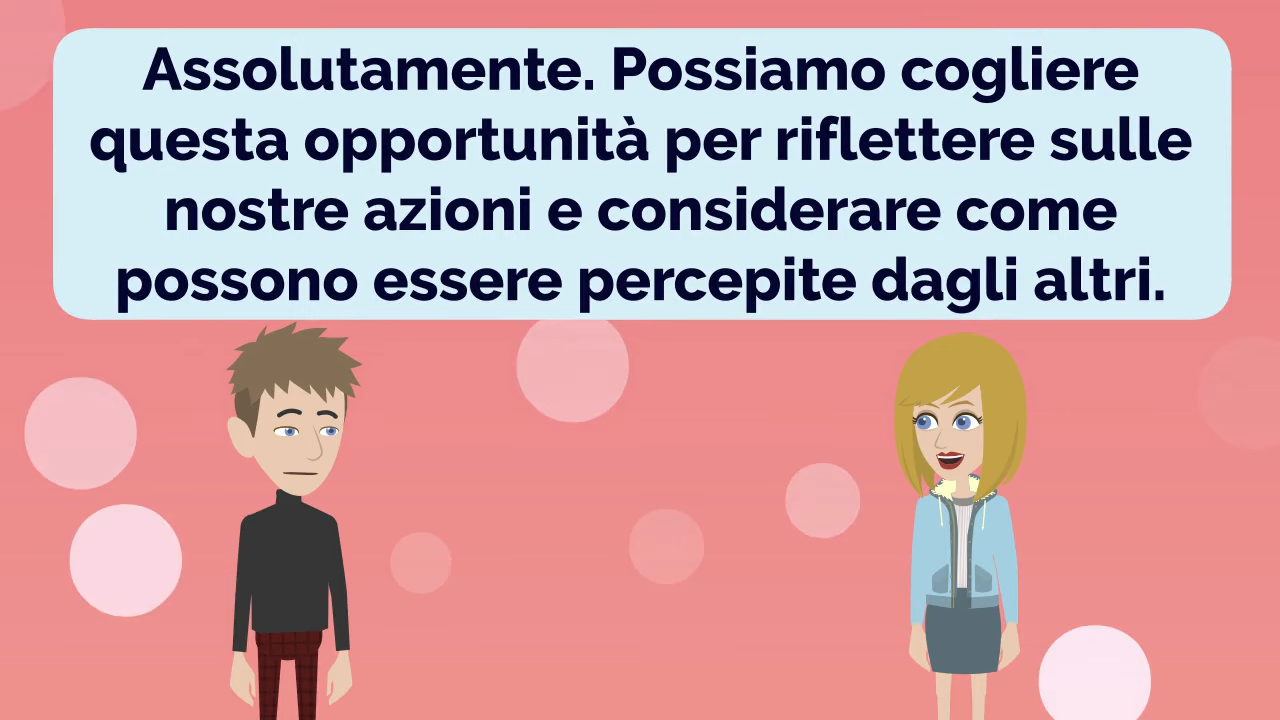 Assolutamente. Possiamo cogliere
questa opportunità per riflettere sulle
nostre azioni e considerare come
possono essere percepite dagli altri.